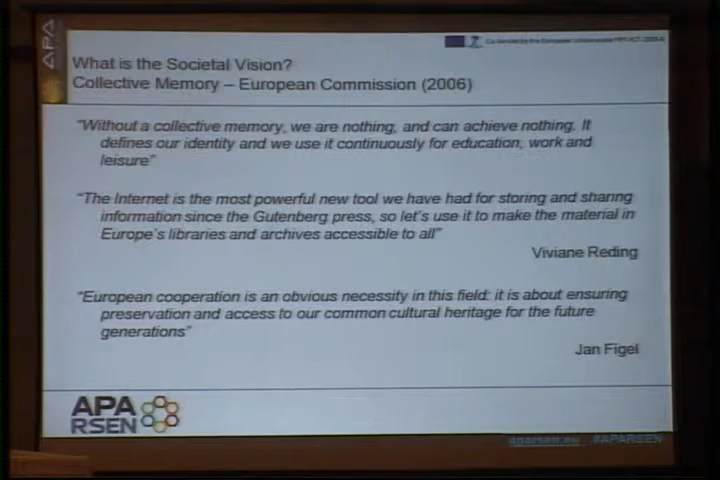 APA
What is the Societal Vision?
Collective Memory – European Commission (2006)
“Without a collective memory, we are nothing, and can achieve nothing. It
defines our identity and we use it continuously for education, work and
leisure”
“The Internet is the most powerful new tool we have had for storing and sharing
information since the Gutenberg press, so let’s use it to make the material in
Europe’s libraries and archives accessible to all”
Viviane Reding
“European cooperation is an obvious necessity in this field: it is about ensuring
preservation and access to our common cultural heritage for the future
generations”
Jan Figel
APA
RSEN
aparsen.eu #APARSEN